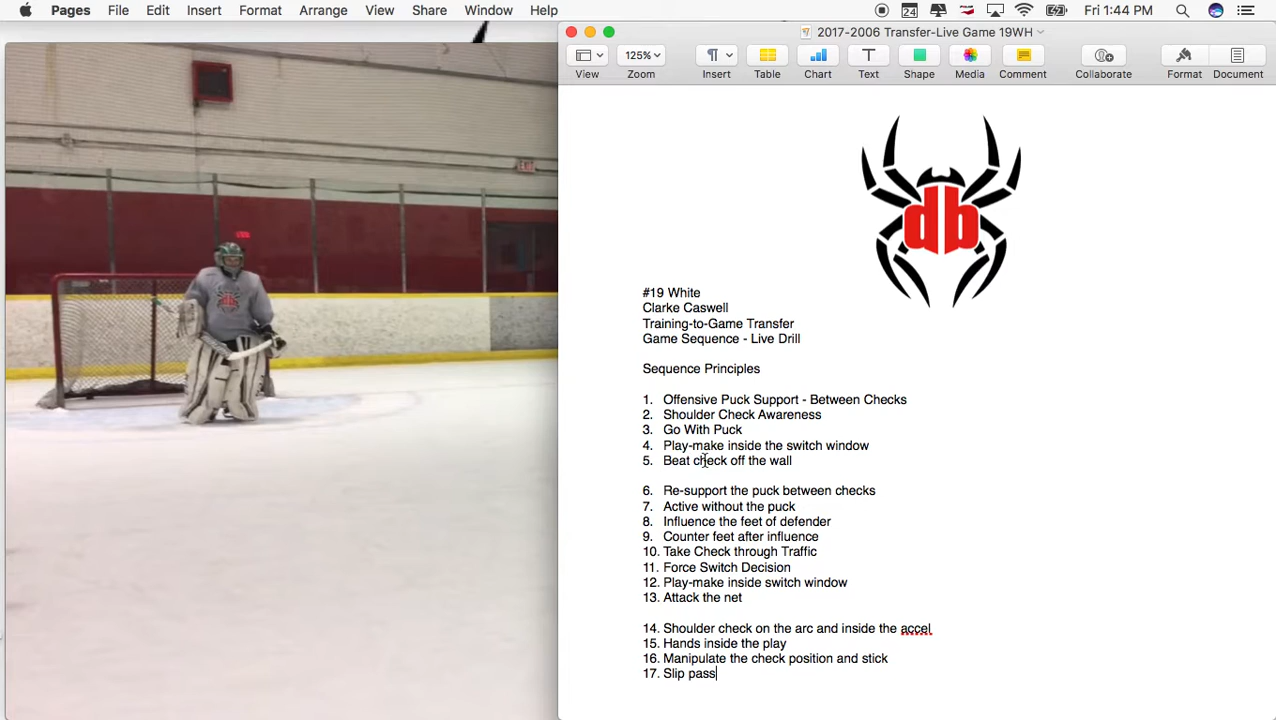 Pages File Edit Insert Format Arrange View Share Window Help
24 Fri 1:44 PM
2017-2006 Transfer-Live Game 19WH
125%
View Zoom Insert Table Chart Text Shape Media Comment Collaborate Format Document
db
#19 White
Clarke Caswell
Training-to-Game Transfer
Game Sequence - Live Drill
Sequence Principles
1. Offensive Puck Support - Between Checks
2. Shoulder Check Awareness
3. Go With Puck
4. Play-make inside the switch window
5. Beat check off the wall
6. Re-support the puck between checks
7. Active without the puck
8. Influence the feet of defender
9. Counter feet after influence
10. Take Check through Traffic
11. Force Switch Decision
12. Play-make inside switch window
13. Attack the net
14. Shoulder check on the arc and inside the accel
15. Hands inside the play
16. Manipulate the check position and stick
17. Slip pass